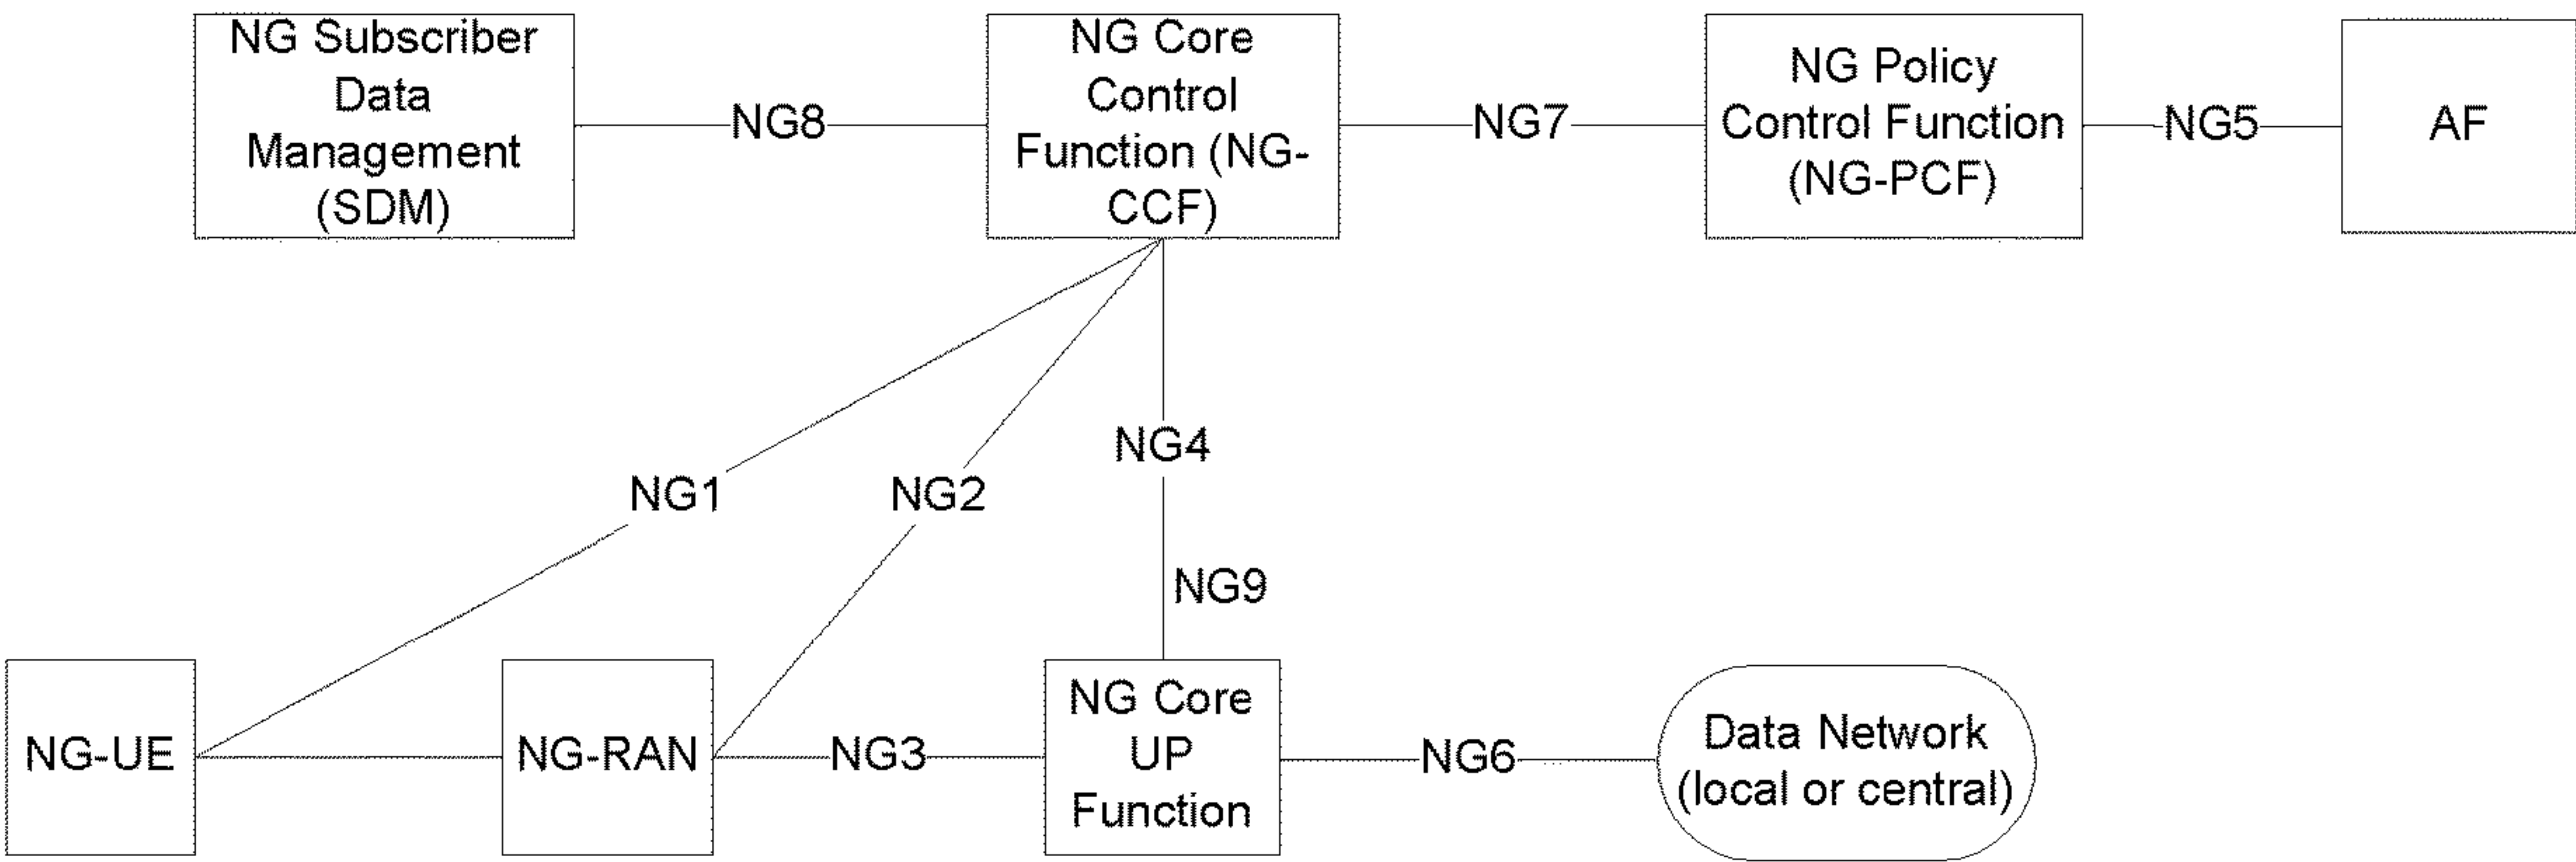 NG Subscriber
Data
Management
(SDM)
NG8
NG Core
Control
Function (NG-
CCF)
NG7
NG Policy
Control Function
(NG-PCF)
NG5
AF
NG1
NG2
NG4
NG9
NG-UE
NG-RAN
NG3
NG Core
UP
Function
NG6
Data Network
(local or central)